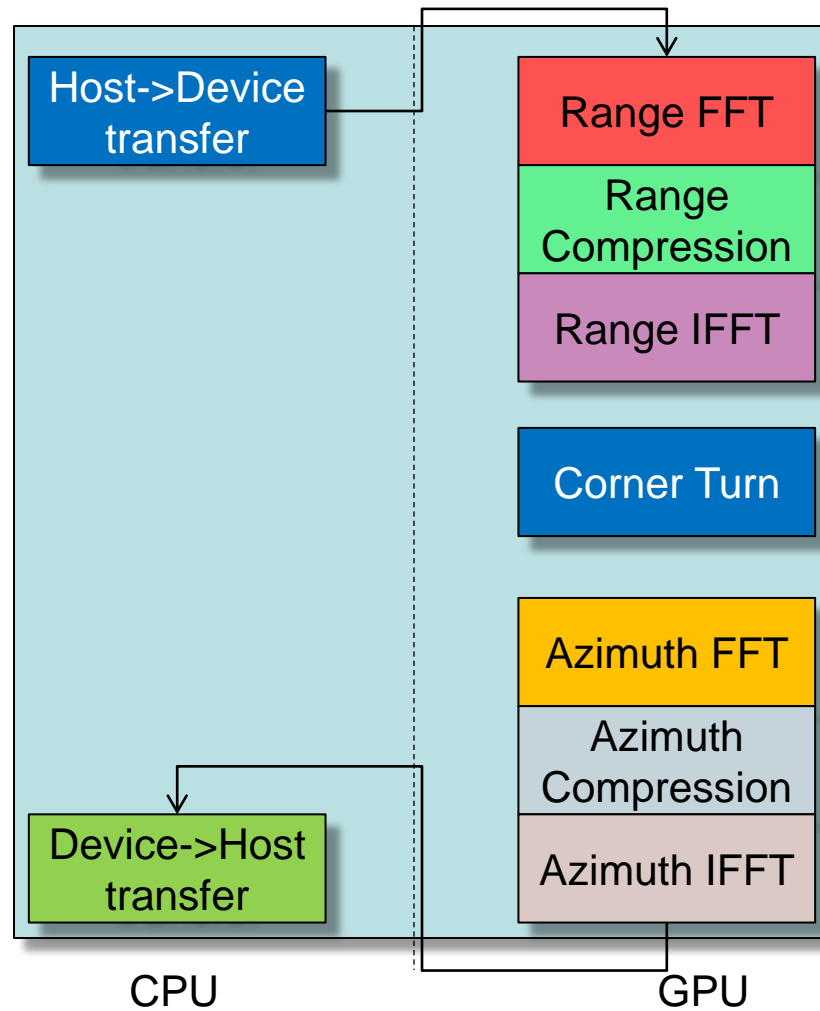 Host->Device
transfer
Range FFT
Range
Compression
Range IFFT
Corner Turn
Azimuth FFT
Azimuth
Compression
Azimuth IFFT
Device->Host
transfer
CPU
GPU